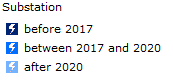 Substation
before 2017
between 2017 and 2020
after 2020